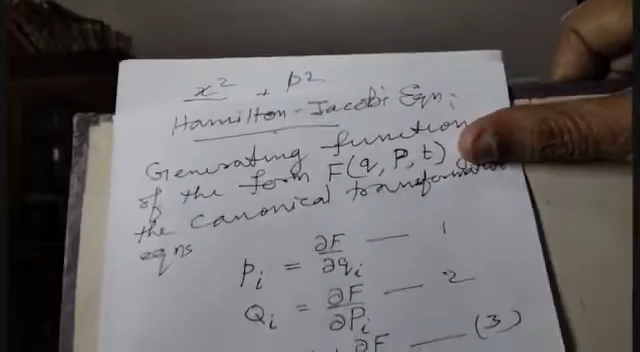 x² + p2
Hamilton-Jacobi Eqn;
Generating function
of the form F(q, P, t)
the canonical transformation
eqns
pi = ∂F/∂qi — 1
Qi = ∂F/∂Pi — 2
∂F — (3)